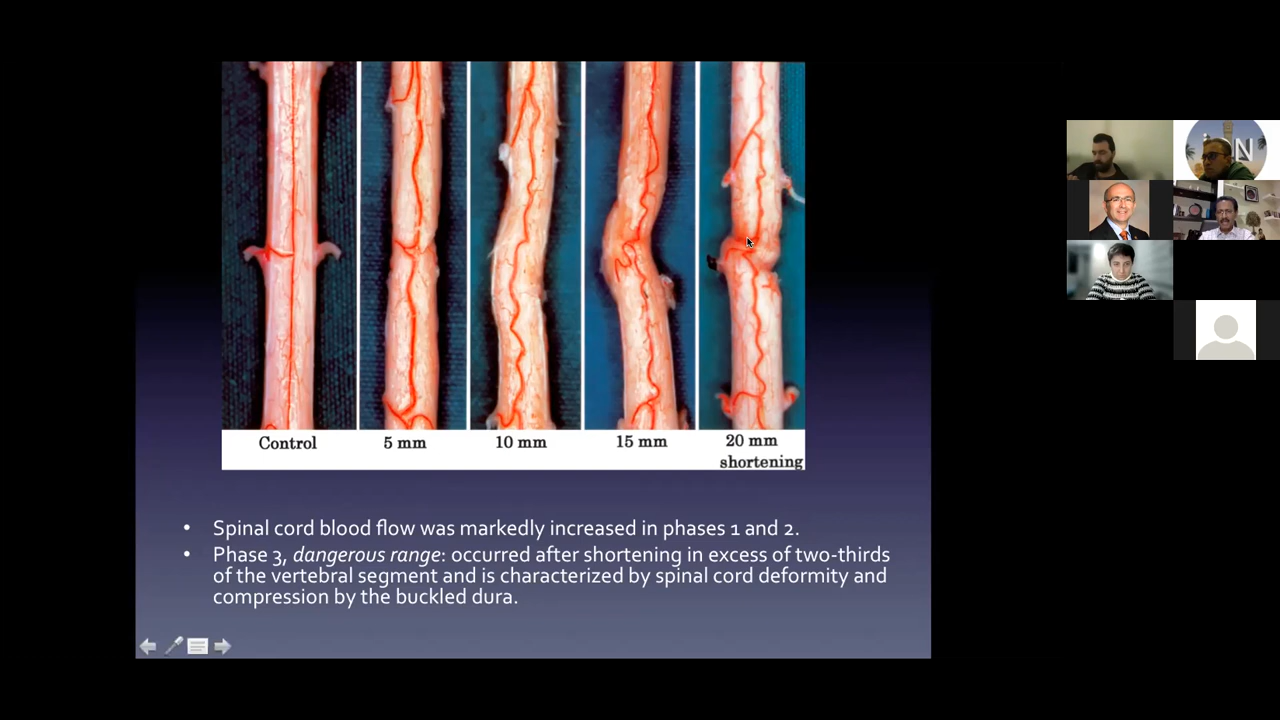 Control 5 mm 10 mm 15 mm 20 mm
shortening
• Spinal cord blood flow was markedly increased in phases 1 and 2.
• Phase 3, dangerous range: occurred after shortening in excess of two-thirds
of the vertebral segment and is characterized by spinal cord deformity and
compression by the buckled dura.
N